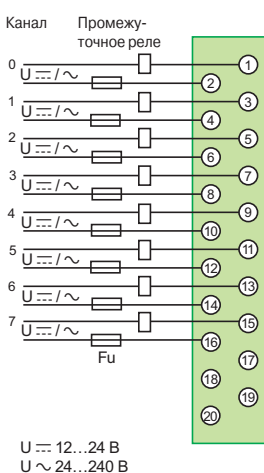 Канал Промежу-
точное реле
0 1
U ⎓ / ∼ 2
1 3
U ⎓ / ∼ 4
2 5
U ⎓ / ∼ 6
3 7
U ⎓ / ∼ 8
4 9
U ⎓ / ∼ 10
5 11
U ⎓ / ∼ 12
6 13
U ⎓ / ∼ 14
7 15
U ⎓ / ∼ 16
Fu 17
18
19
20
U ⎓ 12...24 В
U ∼ 24...240 В